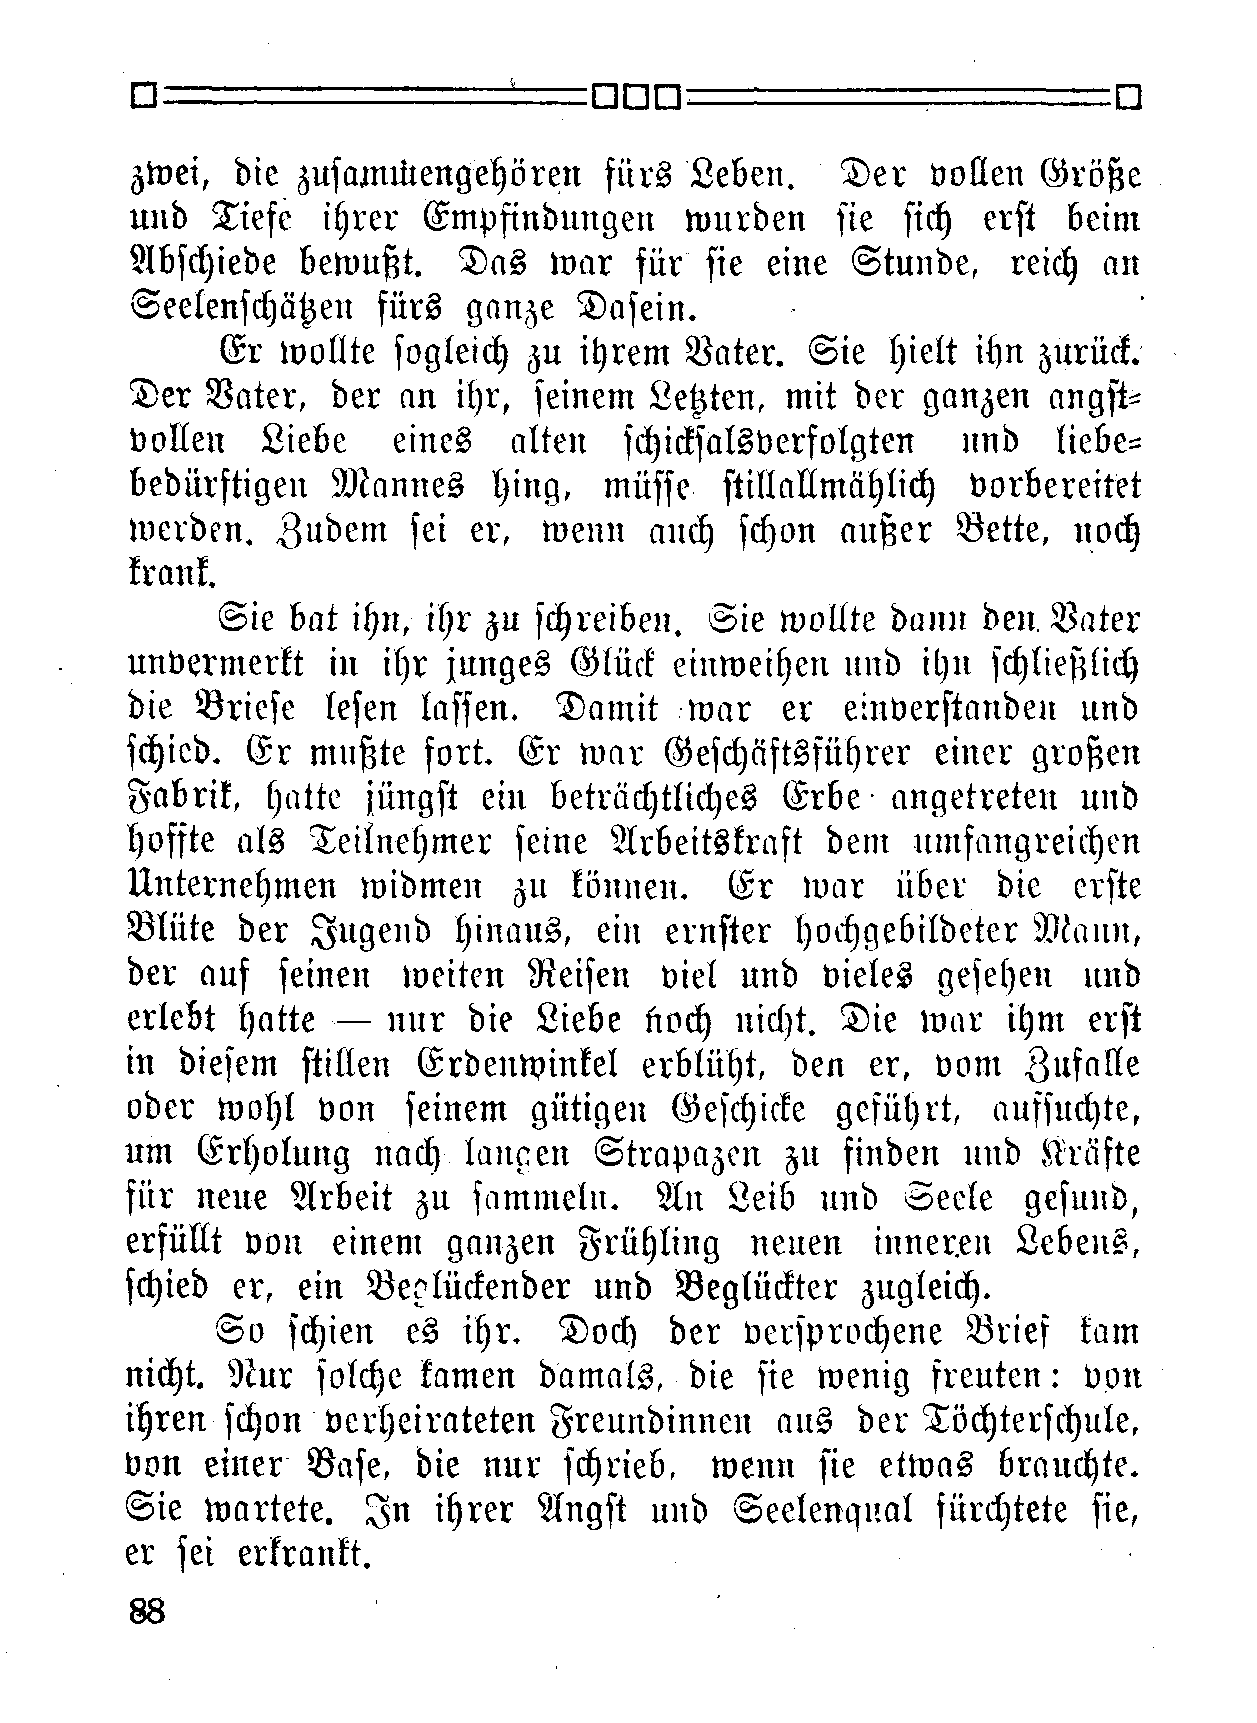 zwei, die zusammengehören fürs Leben. Der vollen Größe
und Tiefe ihrer Empfindungen wurden sie sich erst beim
Abschiede bewußt. Das war für sie eine Stunde, reich an
Seelenschätzen fürs ganze Dasein.
Er wollte sogleich zu ihrem Vater. Sie hielt ihn zurück.
Der Vater, der an ihr, seinem Letzten, mit der ganzen angst-
vollen Liebe eines alten schicksalsverfolgten und liebe-
bedürftigen Mannes hing, müsse stillallmählich vorbereitet
werden. Zudem sei er, wenn auch schon außer Bette, noch
krank.
Sie bat ihn, ihr zu schreiben. Sie wollte dann den Vater
unvermerkt in ihr junges Glück einweihen und ihn schließlich
die Briefe lesen lassen. Damit war er einverstanden und
schied. Er mußte fort. Er war Geschäftsführer einer großen
Fabrik, hatte jüngst ein beträchtliches Erbe angetreten und
hoffte als Teilnehmer seine Arbeitskraft dem umfangreichen
Unternehmen widmen zu können. Er war über die erste
Blüte der Jugend hinaus, ein ernster hochgebildeter Mann,
der auf seinen weiten Reisen viel und vieles gesehen und
erlebt hatte — nur die Liebe noch nicht. Die war ihm erst
in diesem stillen Erdenwinkel erblüht, den er, vom Zufalle
oder wohl von seinem gütigen Geschicke geführt, aufsuchte,
um Erholung nach langen Strapazen zu finden und Kräfte
für neue Arbeit zu sammeln. An Leib und Seele gesund,
erfüllt von einem ganzen Frühling neuen inneren Lebens,
schied er, ein Beglückender und Beglückter zugleich.
So schien es ihr. Doch der versprochene Brief kam
nicht. Nur solche kamen damals, die sie wenig freuten: von
ihren schon verheirateten Freundinnen aus der Töchterschule,
von einer Base, die nur schrieb, wenn sie etwas brauchte.
Sie wartete. In ihrer Angst und Seelenqual fürchtete sie,
er sei erkrankt.
88